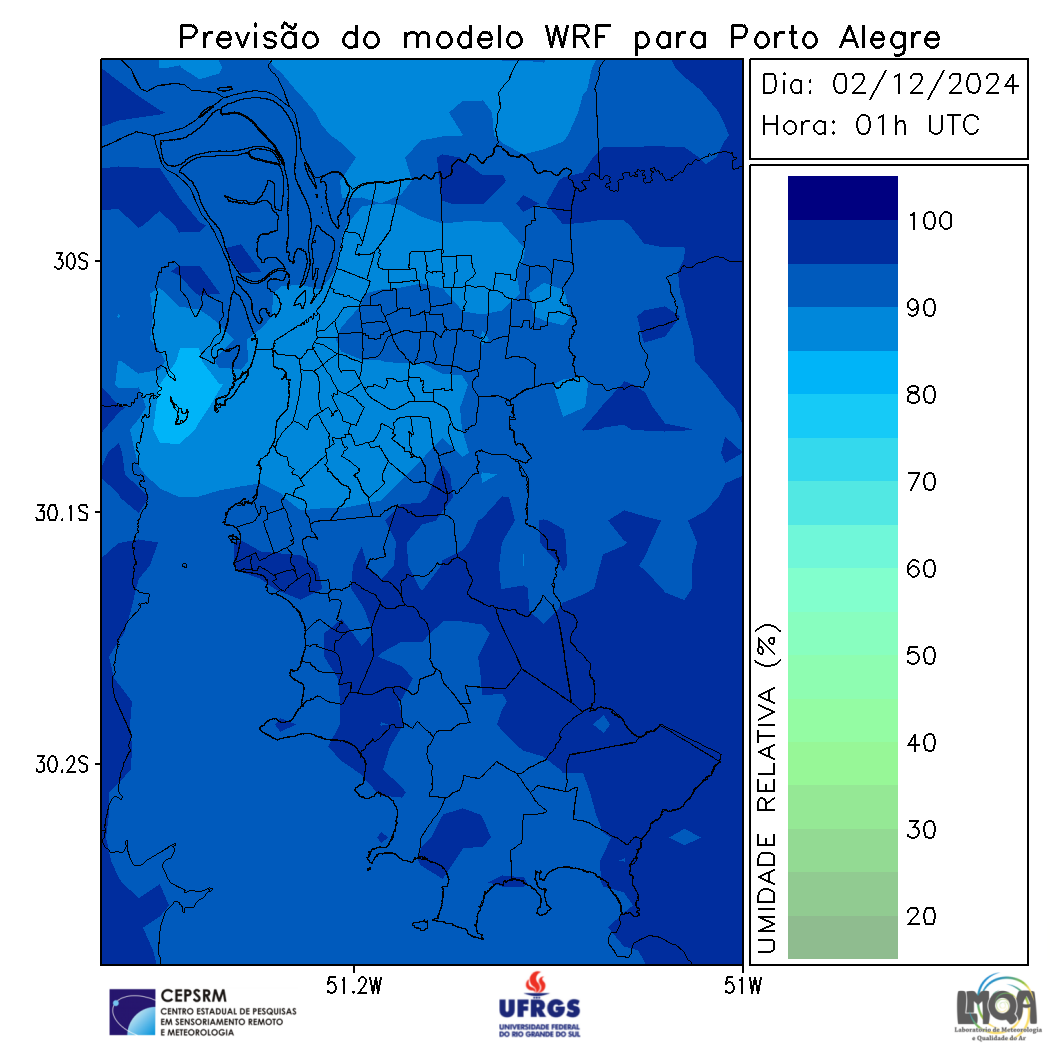 Previsão do modelo WRF para Porto Alegre
Dia: 02/12/2024
Hora: 01h UTC
30S
30.1S
30.2S
51.2W
51W
100
90
80
70
60
50
40
30
20
UMIDADE RELATIVA (%)
CEPSRM
CENTRO ESTADUAL DE PESQUISAS
EM SENSORIAMENTO REMOTO
E METEOROLOGIA
UFRGS
UNIVERSIDADE FEDERAL
DO RIO GRANDE DO SUL
LMQA
Laboratório de Meteorologia
e Qualidade do Ar